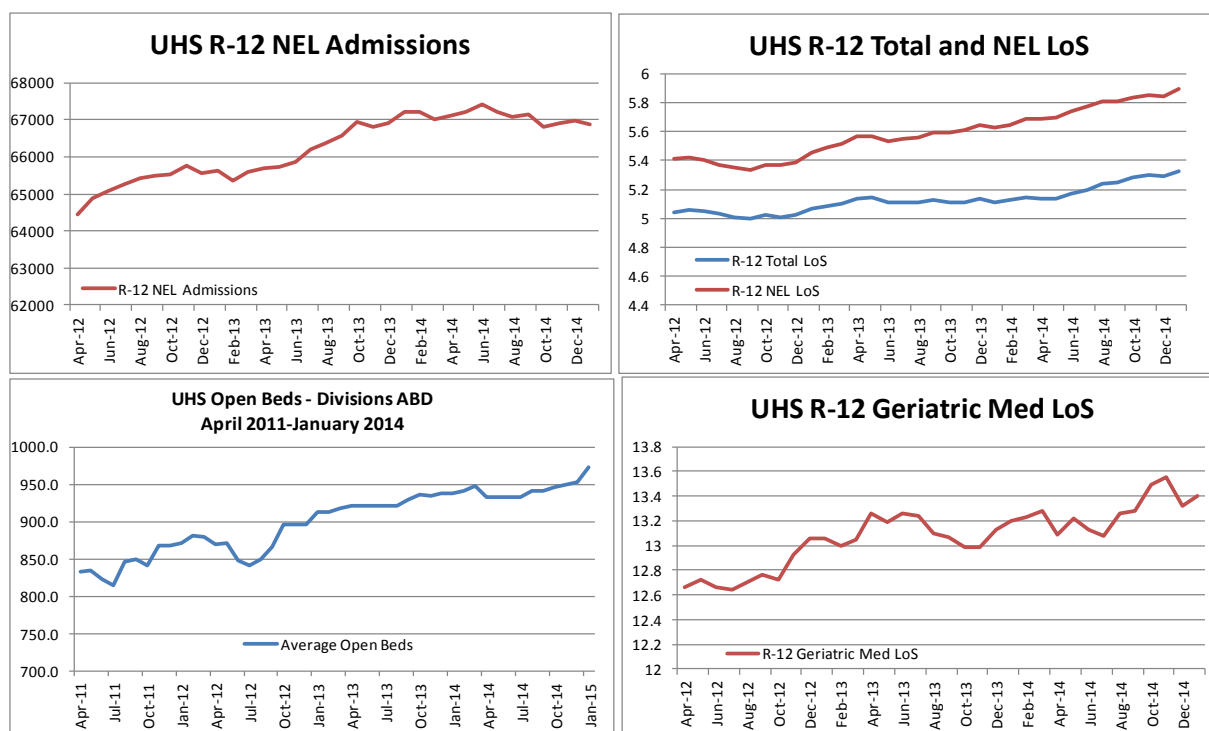 UHS R-12 NEL Admissions
68000
67000
66000
65000
64000
63000
62000
R-12 NEL Admissions
Apr-12
Jun-12
Aug-12
Oct-12
Dec-12
Feb-13
Apr-13
Jun-13
Aug-13
Oct-13
Dec-13
Feb-14
Apr-14
Jun-14
Aug-14
Oct-14
Dec-14
UHS R-12 Total and NEL LoS
6
5.8
5.6
5.4
5.2
5
4.8
4.6
4.4
R-12 Total LoS
R-12 NEL LoS
Apr-12
Jun-12
Aug-12
Oct-12
Dec-12
Feb-13
Apr-13
Jun-13
Aug-13
Oct-13
Dec-13
Feb-14
Apr-14
Jun-14
Aug-14
Oct-14
Dec-14
UHS Open Beds - Divisions ABD
April 2011-January 2014
1000.0
950.0
900.0
850.0
800.0
750.0
700.0
Average Open Beds
Apr-11
Jul-11
Oct-11
Jan-12
Apr-12
Jul-12
Oct-12
Jan-13
Apr-13
Jul-13
Oct-13
Jan-14
Apr-14
Jul-14
Oct-14
Jan-15
UHS R-12 Geriatric Med LoS
13.8
13.6
13.4
13.2
13
12.8
12.6
12.4
12.2
12
R-12 Geriatric Med LoS
Apr-12
Jun-12
Aug-12
Oct-12
Dec-12
Feb-13
Apr-13
Jun-13
Aug-13
Oct-13
Dec-13
Feb-14
Apr-14
Jun-14
Aug-14
Oct-14
Dec-14